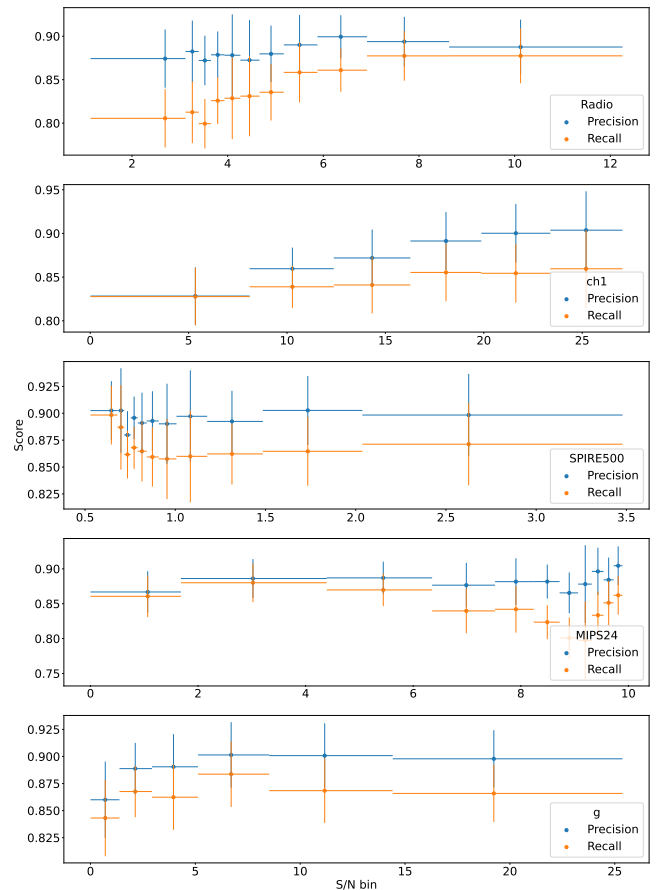 0.90
0.85
0.80
Radio
Precision
Recall
2 4 6 8 10 12
0.95
0.90
0.85
0.80
ch1
Precision
Recall
0 5 10 15 20 25
Score
0.925
0.900
0.875
0.850
0.825
SPIRE500
Precision
Recall
0.5 1.0 1.5 2.0 2.5 3.0 3.5
0.90
0.85
0.80
0.75
MIPS24
Precision
Recall
0 2 4 6 8 10
0.925
0.900
0.875
0.850
0.825
g
Precision
Recall
0 5 10 15 20 25
S/N bin